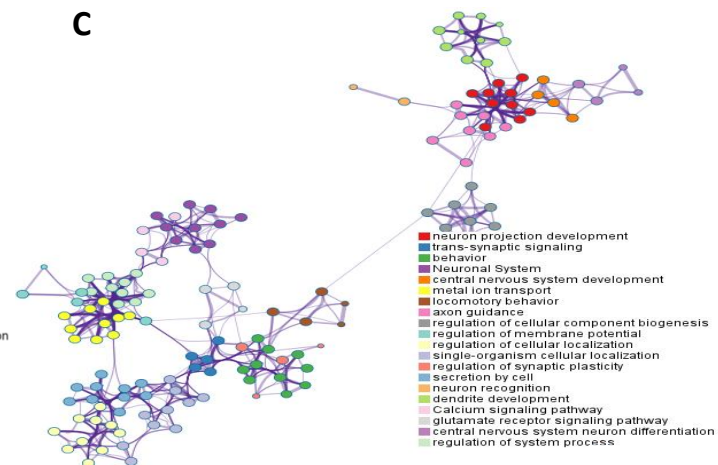 C
on
neuron projection development
trans-synaptic signaling
behavior
Neuronal System
central nervous system development
metal ion transport
locomotory behavior
axon guidance
regulation of cellular component biogenesis
regulation of membrane potential
regulation of cellular localization
single-organism cellular localization
regulation of synaptic plasticity
secretion by cell
neuron recognition
dendrite development
Calcium signaling pathway
glutamate receptor signaling pathway
central nervous system neuron differentiation
regulation of system process